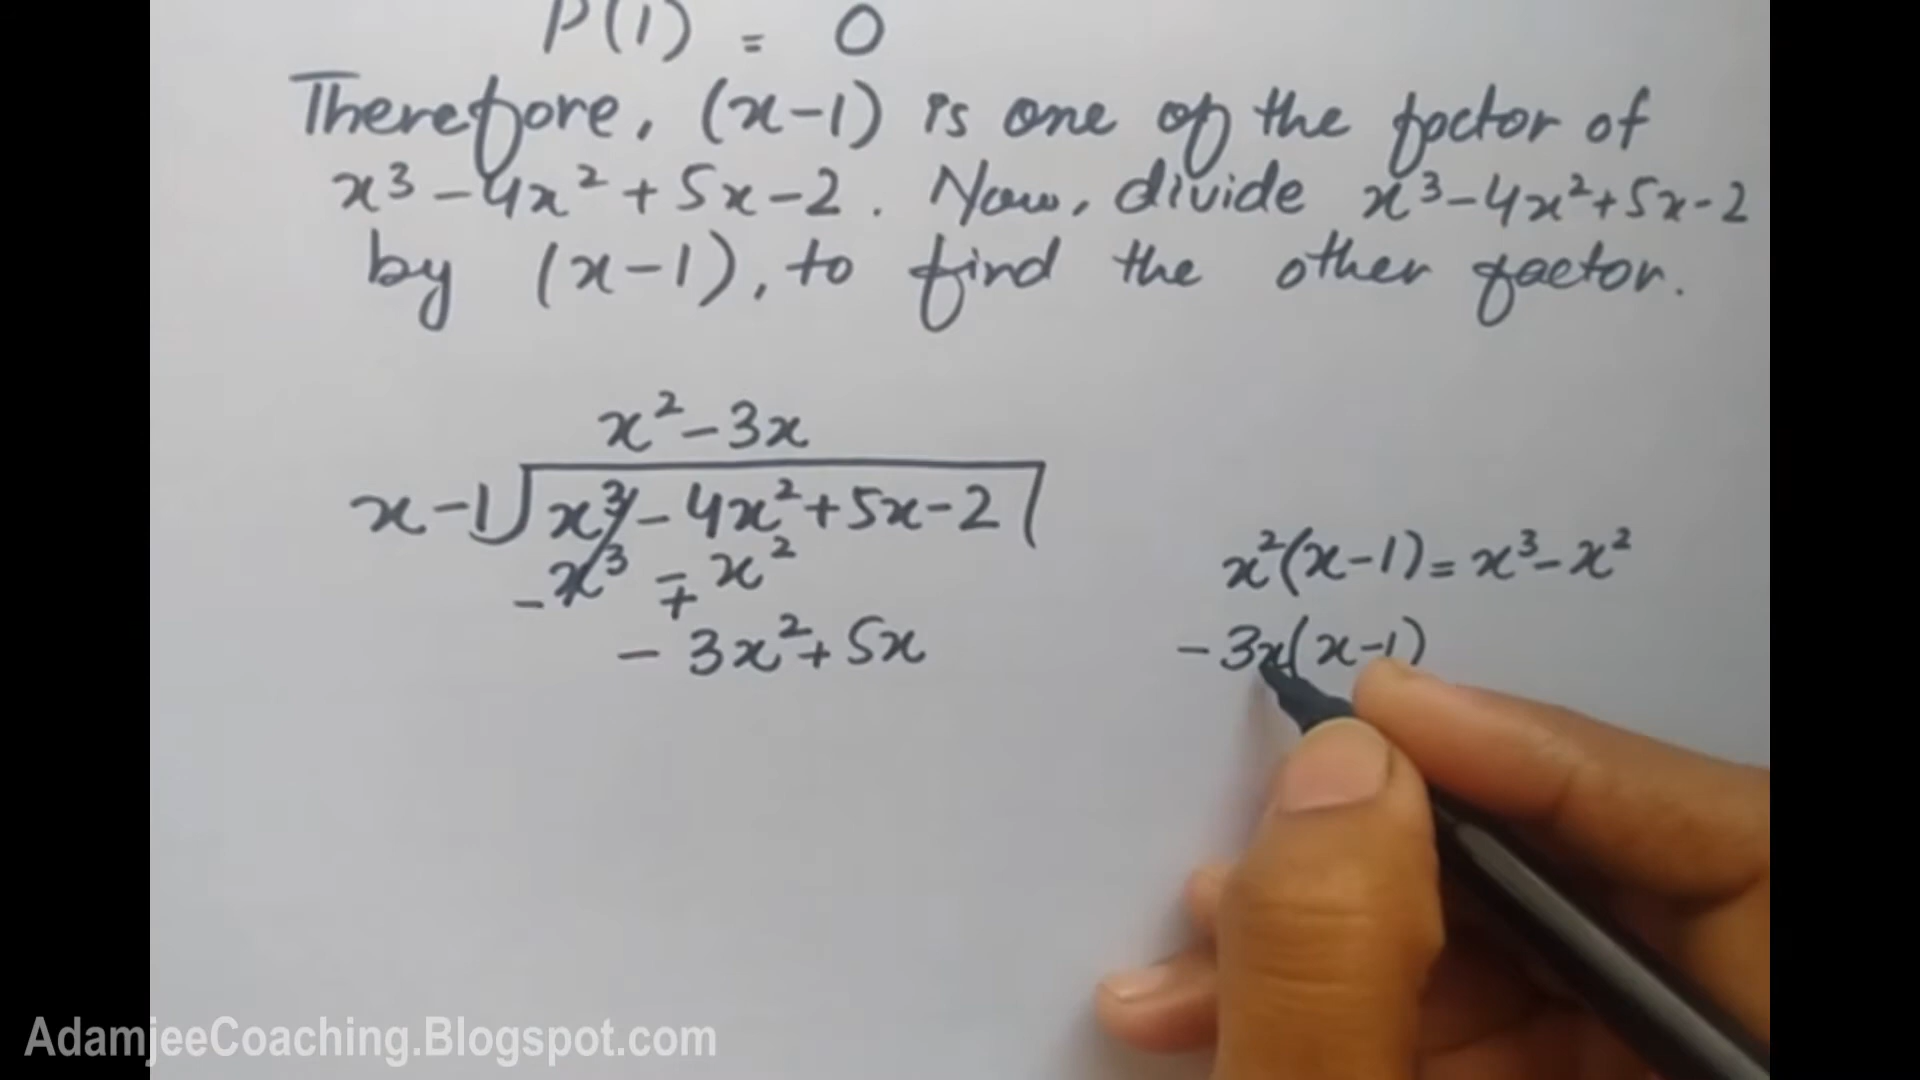 P(1) = 0
Therefore, (x-1) is one of the factor of
x³-4x²+5x-2. Now, divide x³-4x²+5x-2
by (x-1), to find the other factor.
x²-3x
x-1 x³-4x²+5x-2
-x³ ∓ x²
-3x²+5x
x²(x-1)=x³-x²
-3x(x-1)
AdamjeeCoaching.Blogspot.com